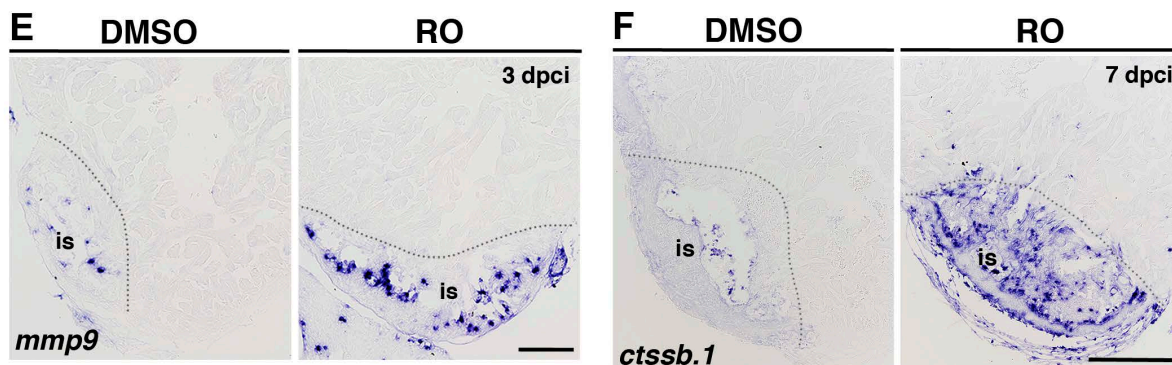 E
DMSO
RO
3 dpci
is
is
mmp9
F
DMSO
RO
7 dpci
is
is
ctssb.1